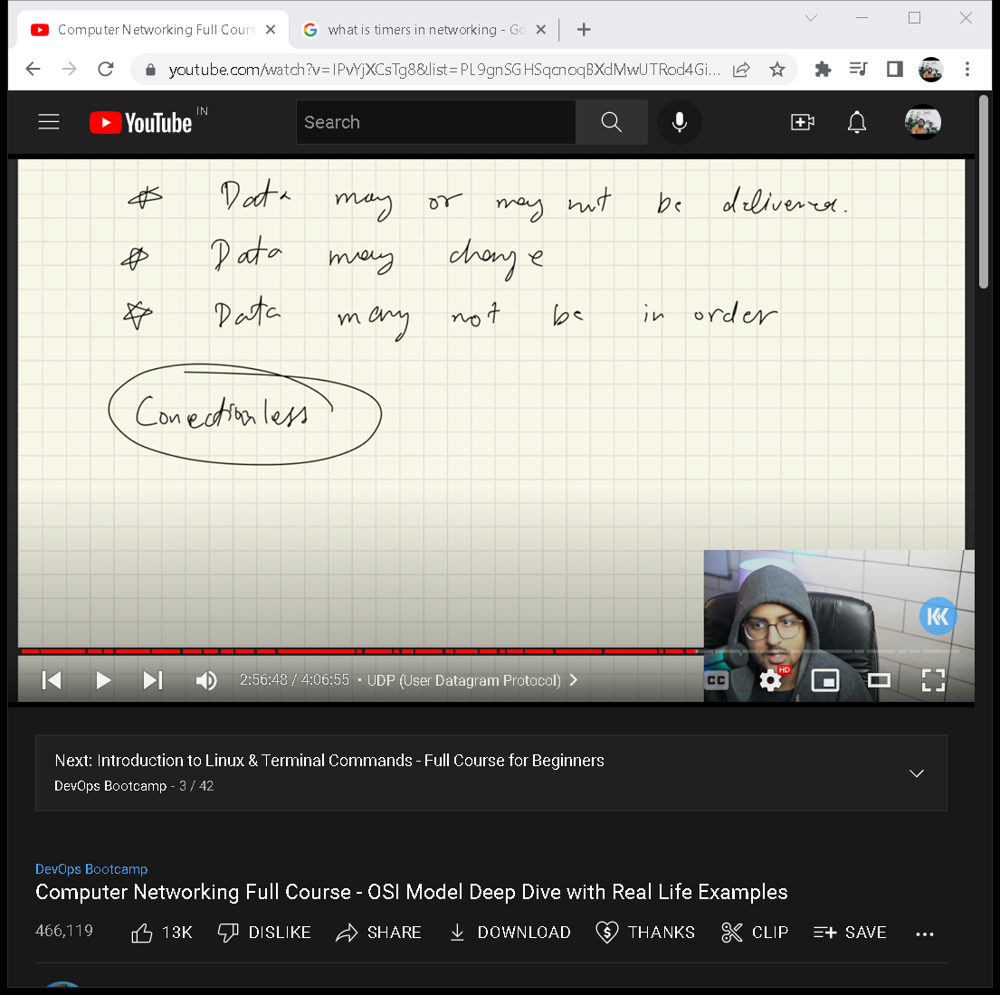 Computer Networking Full Cours
what is timers in networking - Go
youtube.com/watch?v=IPvYjXCsTg8&list=PL9gnSGHSqcnoqBXdMwUTRod4Gi...
YouTube IN
Search
Data may or may not be delivered.
Data may change
Data many not be in order
Conectionless
2:56:48 / 4:06:55 • UDP (User Datagram Protocol)
CC
HD
Next: Introduction to Linux & Terminal Commands - Full Course for Beginners
DevOps Bootcamp - 3 / 42
DevOps Bootcamp
Computer Networking Full Course - OSI Model Deep Dive with Real Life Examples
466,119 13K DISLIKE SHARE DOWNLOAD THANKS CLIP SAVE ...